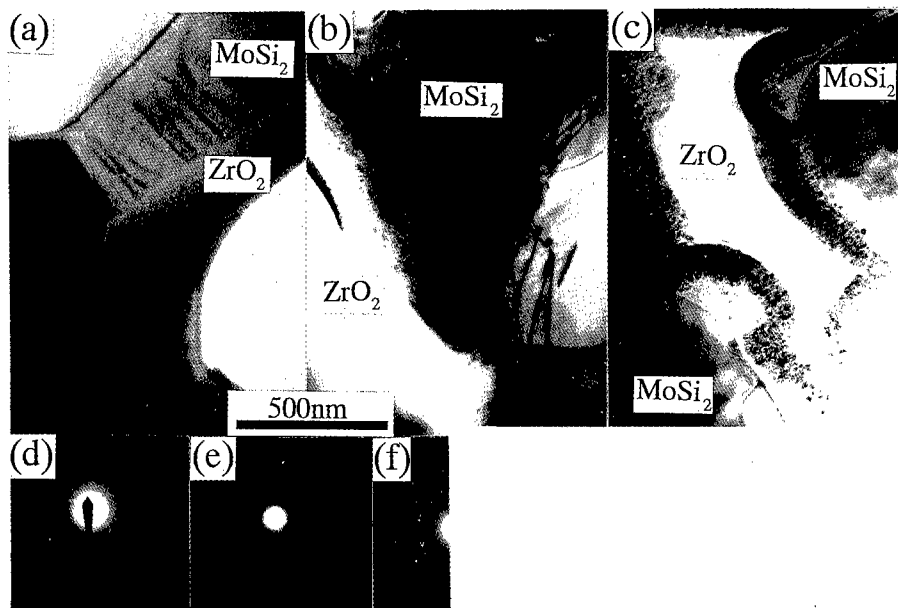 (a)
MoSi₂
ZrO₂
(b)
MoSi₂
ZrO₂
(c)
MoSi₂
ZrO₂
MoSi₂
500nm
(d)
(e)
(f)